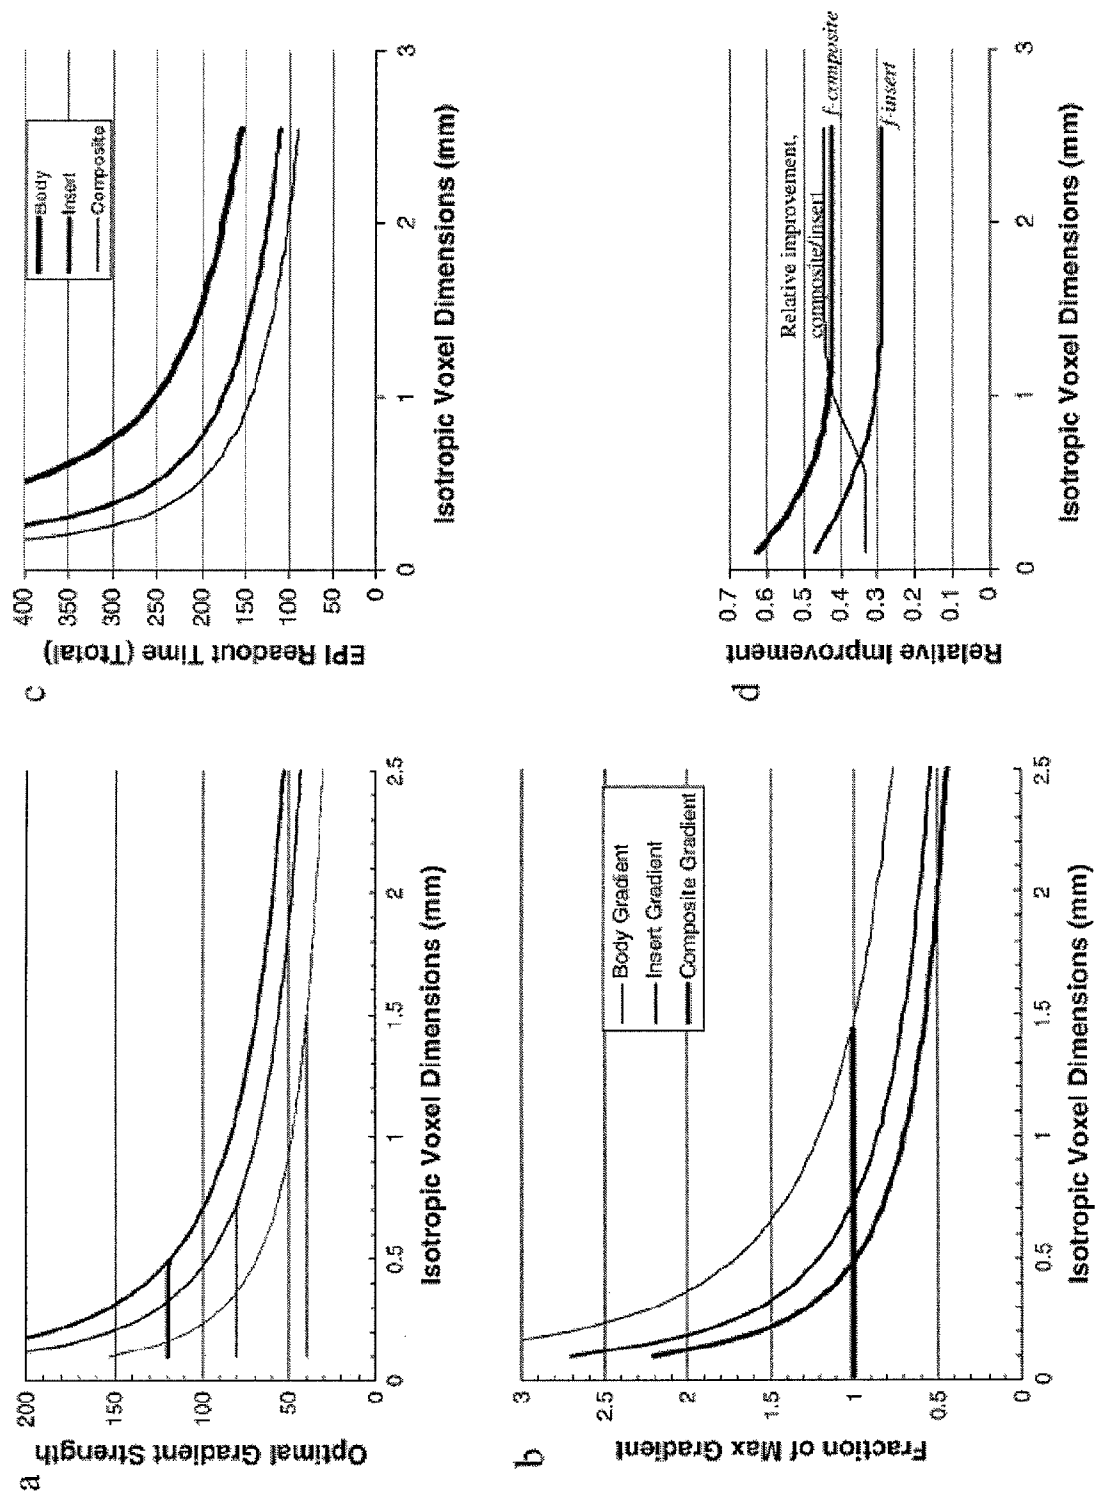 a
Optimal Gradient Strength
200
150
100
50
0
0
0.5
1
1.5
2
2.5
Isotropic Voxel Dimensions (mm)
b
Fraction of Max Gradient
3
2.5
2
1.5
1
0.5
0
0
0.5
1
1.5
2
2.5
Body Gradient
Insert Gradient
Composite Gradient
Isotropic Voxel Dimensions (mm)
c
EPI Readout Time (Ttotal)
400
350
300
250
200
150
100
50
0
0
1
2
3
Body
Insert
Composite
Isotropic Voxel Dimensions (mm)
d
Relative Improvement
0.7
0.6
0.5
0.4
0.3
0.2
0.1
0
0
1
2
3
Relative improvement,
composite/insert
f-composite
f-insert
Isotropic Voxel Dimensions (mm)